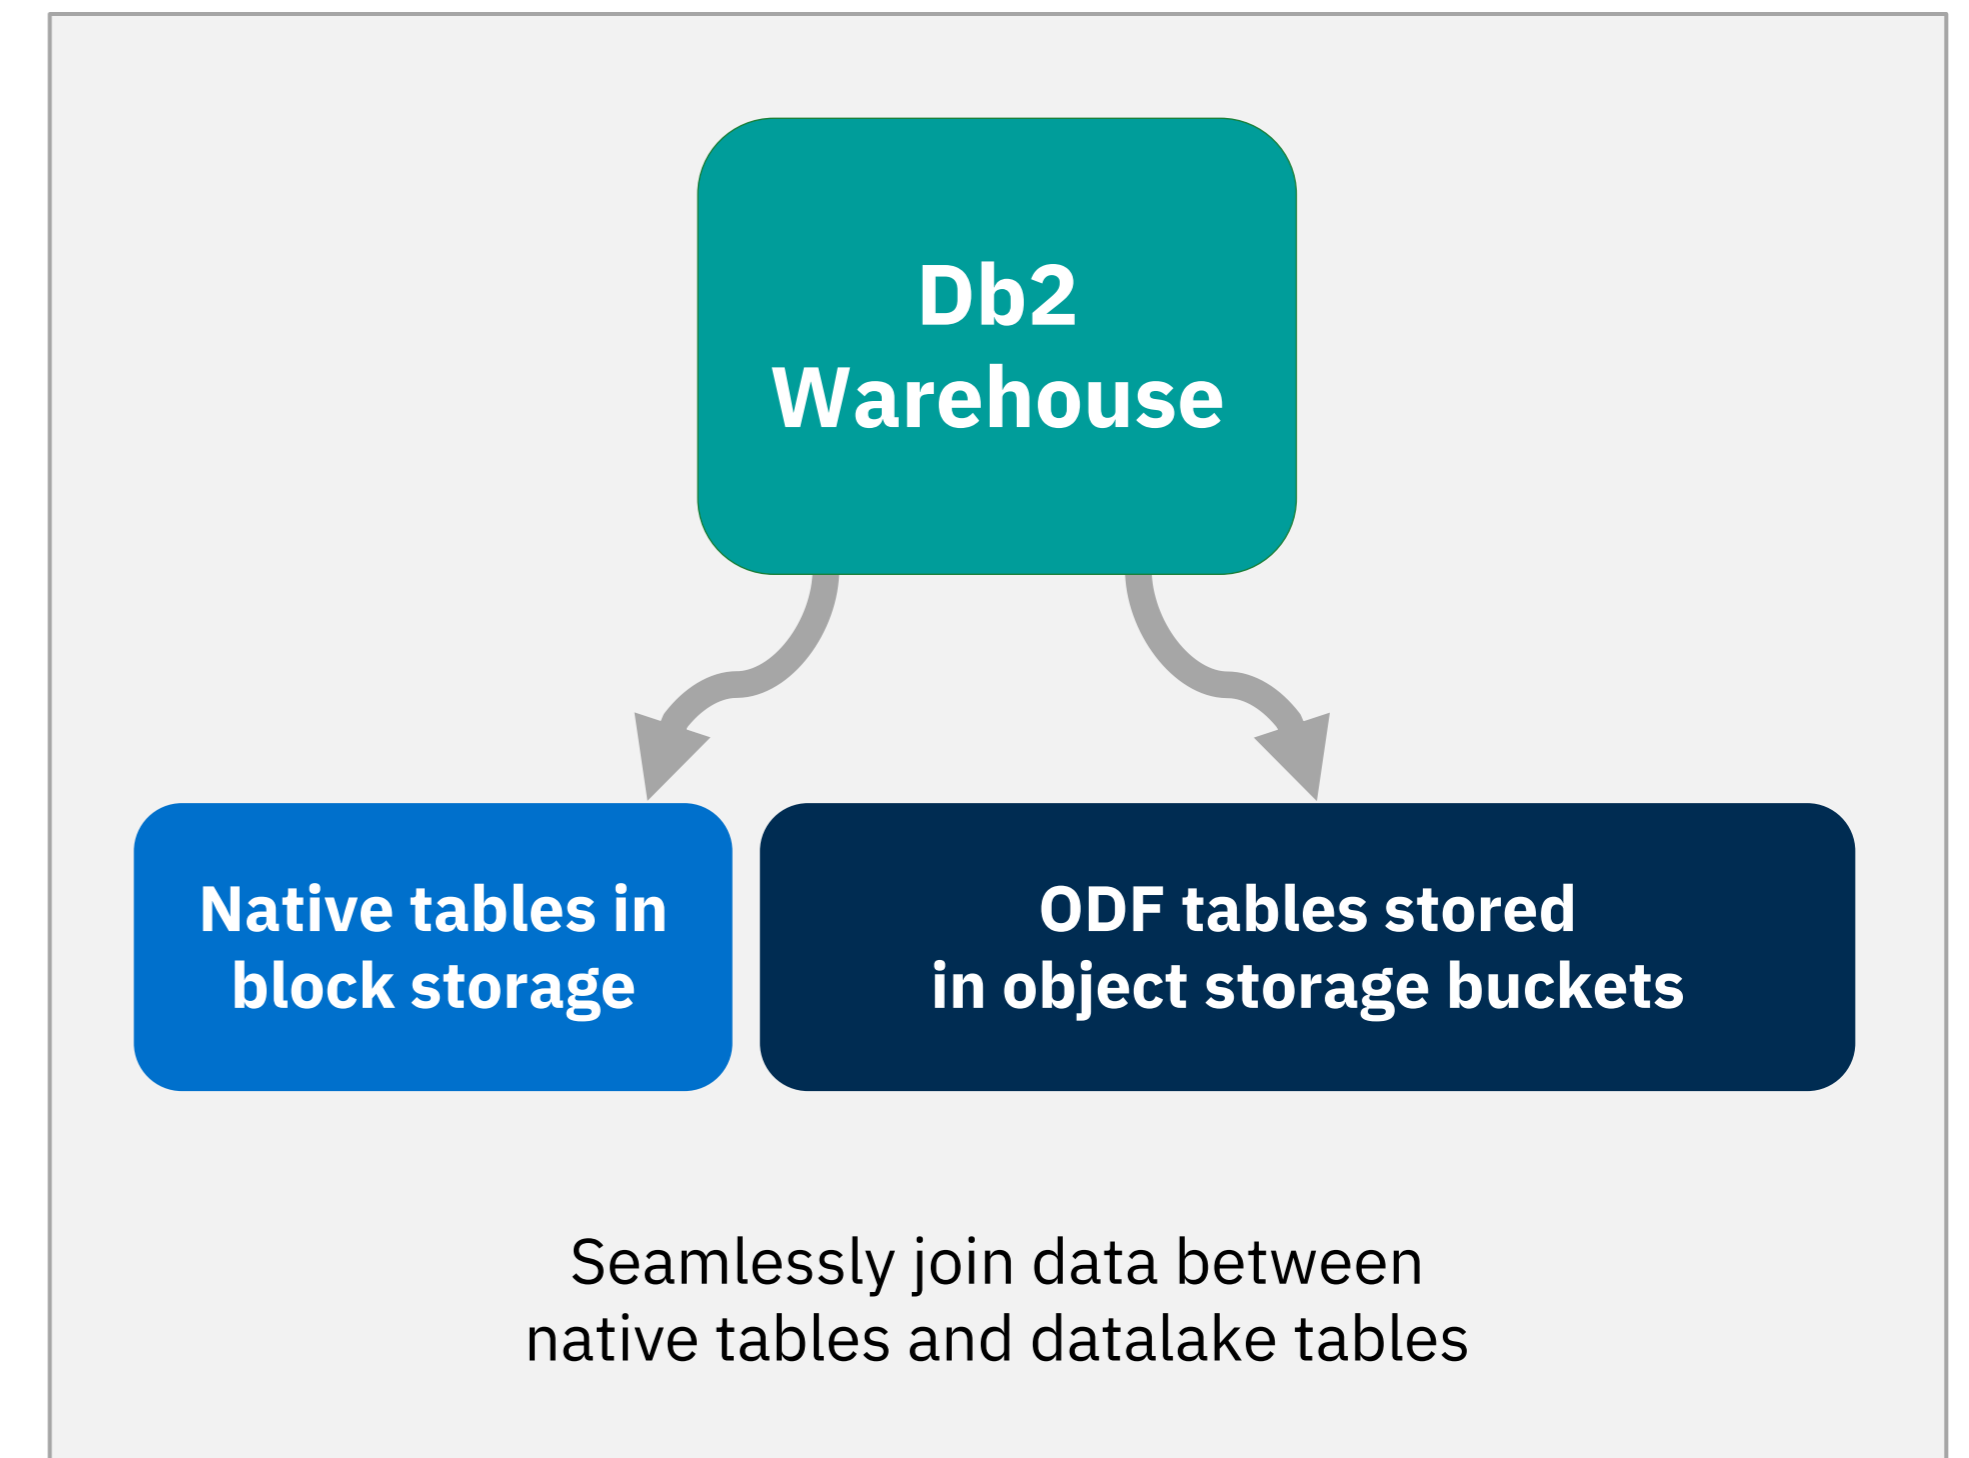 Db2
Warehouse
Native tables in
block storage
ODF tables stored
in object storage buckets
Seamlessly join data between
native tables and datalake tables